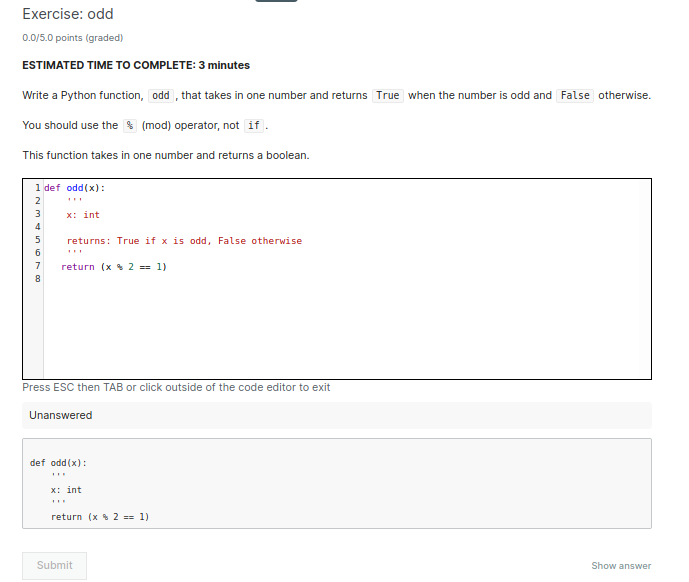 Exercise: odd
0.0/5.0 points (graded)
ESTIMATED TIME TO COMPLETE: 3 minutes
Write a Python function, odd , that takes in one number and returns True when the number is odd and False otherwise.
You should use the % (mod) operator, not if .
This function takes in one number and returns a boolean.
1 def odd(x):
2     '''
3     x: int
4
5     returns: True if x is odd, False otherwise
6     '''
7    return (x % 2 == 1)
8
Press ESC then TAB or click outside of the code editor to exit
Unanswered
def odd(x):
    '''
    x: int
    '''
    return (x % 2 == 1)
Submit
Show answer